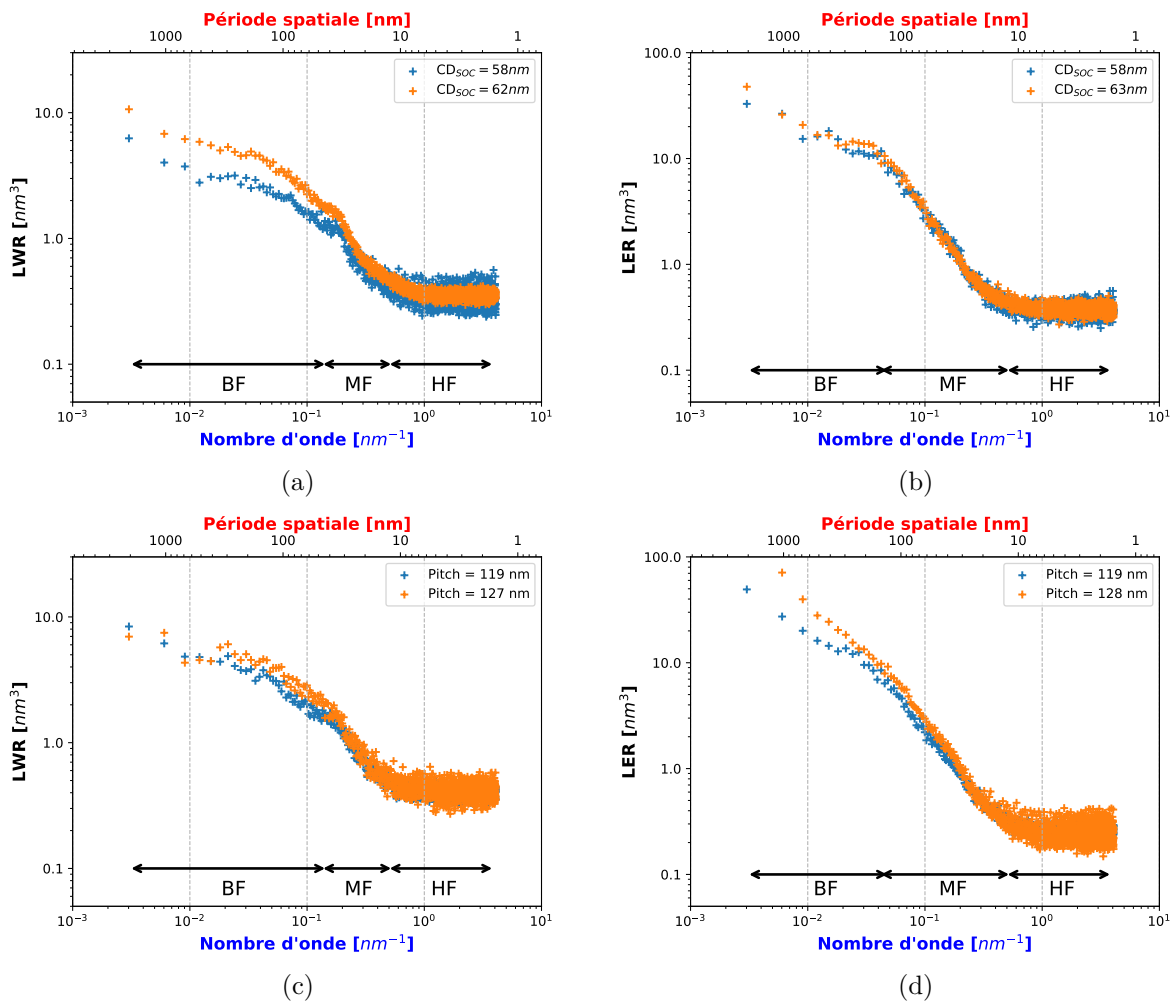 Période spatiale [nm]
1000 100 10 1
LWR [nm³]
10.0
1.0
0.1
CD_SOC = 58nm
CD_SOC = 62nm
BF MF HF
10⁻³ 10⁻² 10⁻¹ 10⁰ 10¹
Nombre d'onde [nm⁻¹]
(a)
Période spatiale [nm]
1000 100 10 1
LER [nm³]
100.0
10.0
1.0
0.1
CD_SOC = 58nm
CD_SOC = 63nm
BF MF HF
10⁻³ 10⁻² 10⁻¹ 10⁰ 10¹
Nombre d'onde [nm⁻¹]
(b)
Période spatiale [nm]
1000 100 10 1
LWR [nm³]
10.0
1.0
0.1
Pitch = 119 nm
Pitch = 127 nm
BF MF HF
10⁻³ 10⁻² 10⁻¹ 10⁰ 10¹
Nombre d'onde [nm⁻¹]
(c)
Période spatiale [nm]
1000 100 10 1
LER [nm³]
100.0
10.0
1.0
0.1
Pitch = 119 nm
Pitch = 128 nm
BF MF HF
10⁻³ 10⁻² 10⁻¹ 10⁰ 10¹
Nombre d'onde [nm⁻¹]
(d)